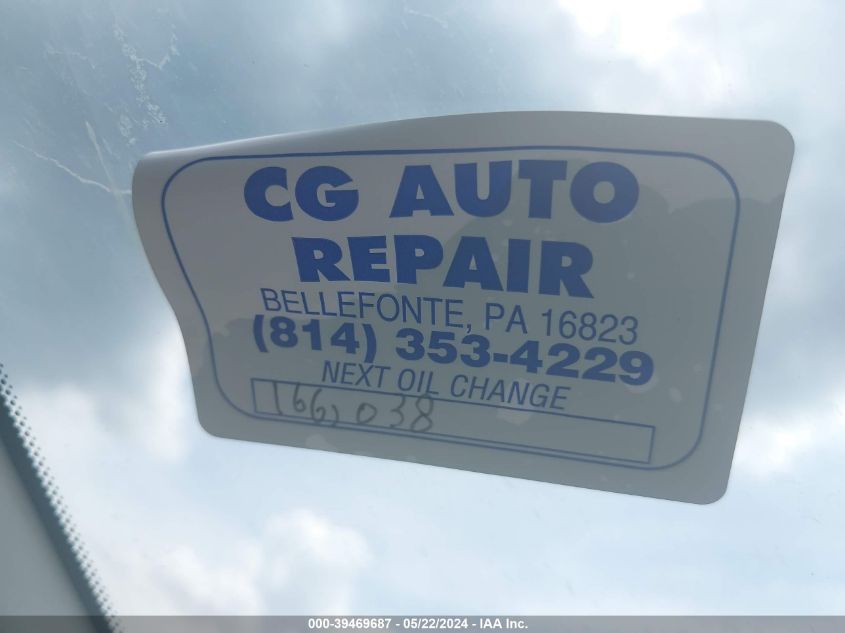 CG AUTO
REPAIR
BELLEFONTE, PA 16823
(814) 353-4229
NEXT OIL CHANGE
166,038
000-39469687 - 05/22/2024 - IAA Inc.